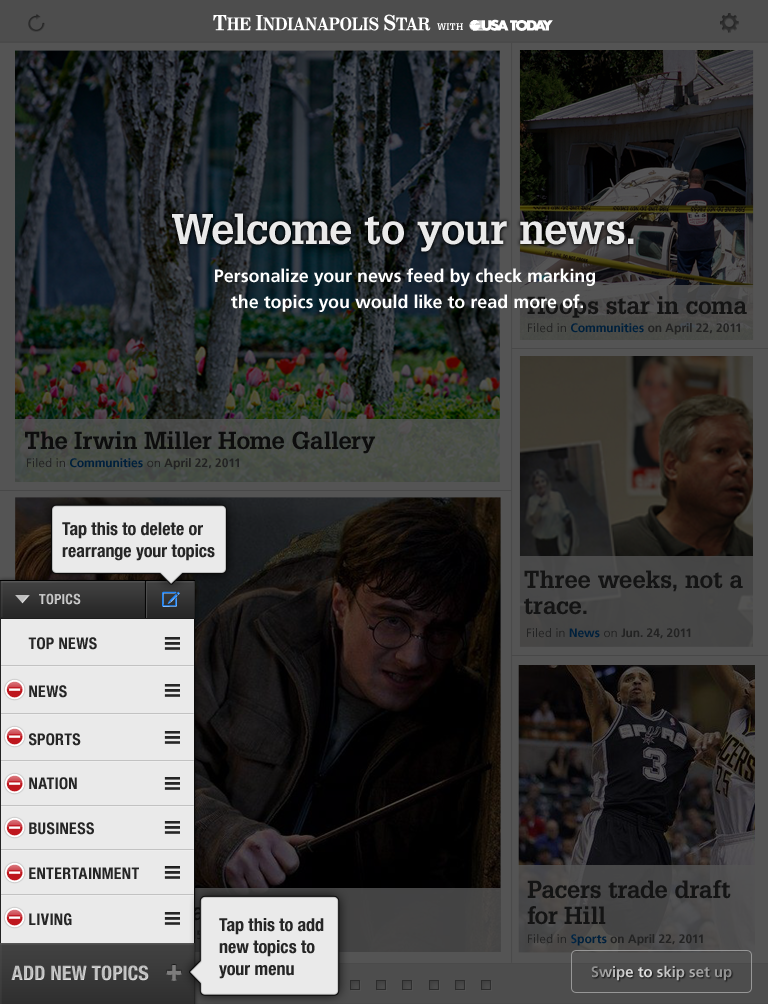 THE INDIANAPOLIS STAR WITH USA TODAY
Welcome to your news.
Personalize your news feed by check marking
the topics you would like to read more of.
Hoops star in coma
Filed in Communities on April 22, 2011
The Irwin Miller Home Gallery
Filed in Communities on April 22, 2011
Three weeks, not a
trace.
Filed in News on Jun. 24, 2011
Tap this to delete or
rearrange your topics
TOPICS
TOP NEWS
NEWS
SPORTS
NATION
BUSINESS
ENTERTAINMENT
LIVING
ADD NEW TOPICS +
Tap this to add
new topics to
your menu
SPURS
3
PACERS
25
Pacers trade draft
for Hill
Filed in Sports on April 22, 2011
Swipe to skip set up